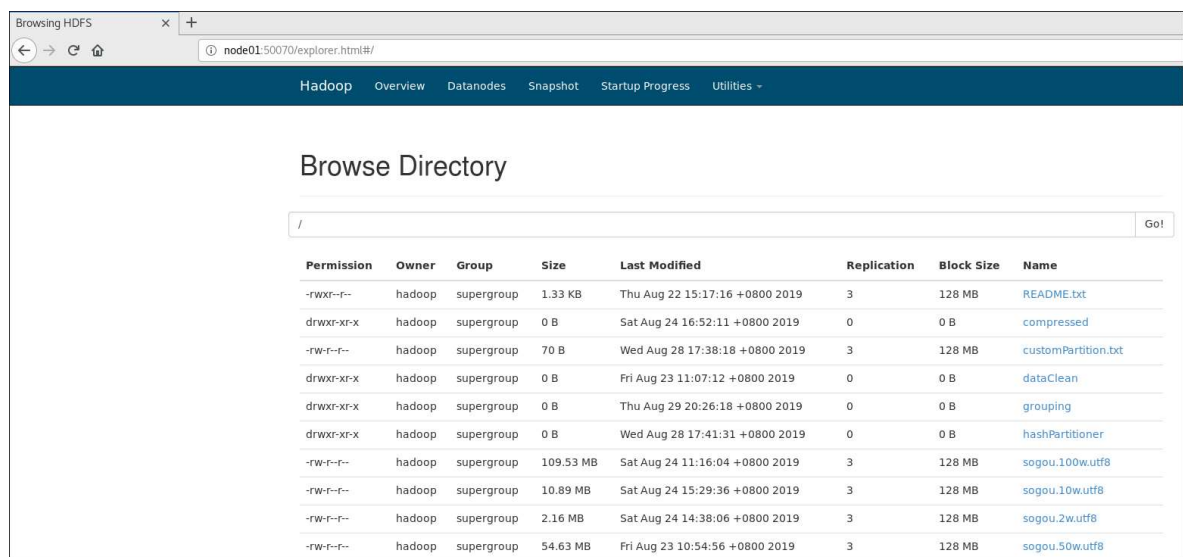 Browsing HDFS
node01:50070/explorer.html#/
Hadoop Overview Datanodes Snapshot Startup Progress Utilities
Browse Directory
/ Go!
Permission Owner Group Size Last Modified Replication Block Size Name
-rwxr--r-- hadoop supergroup 1.33 KB Thu Aug 22 15:17:16 +0800 2019 3 128 MB README.txt
drwxr-xr-x hadoop supergroup 0 B Sat Aug 24 16:52:11 +0800 2019 0 0 B compressed
-rw-r--r-- hadoop supergroup 70 B Wed Aug 28 17:38:18 +0800 2019 3 128 MB customPartition.txt
drwxr-xr-x hadoop supergroup 0 B Fri Aug 23 11:07:12 +0800 2019 0 0 B dataClean
drwxr-xr-x hadoop supergroup 0 B Thu Aug 29 20:26:18 +0800 2019 0 0 B grouping
drwxr-xr-x hadoop supergroup 0 B Wed Aug 28 17:41:31 +0800 2019 0 0 B hashPartitioner
-rw-r--r-- hadoop supergroup 109.53 MB Sat Aug 24 11:16:04 +0800 2019 3 128 MB sogou.100w.utf8
-rw-r--r-- hadoop supergroup 10.89 MB Sat Aug 24 15:29:36 +0800 2019 3 128 MB sogou.10w.utf8
-rw-r--r-- hadoop supergroup 2.16 MB Sat Aug 24 14:38:06 +0800 2019 3 128 MB sogou.2w.utf8
-rw-r--r-- hadoop supergroup 54.63 MB Fri Aug 23 10:54:56 +0800 2019 3 128 MB sogou.50w.utf8